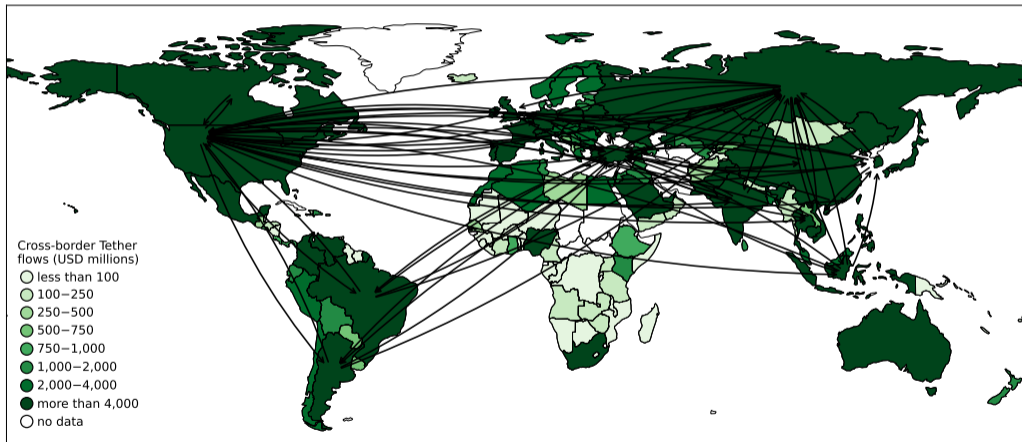 Cross-border Tether
flows (USD millions)
less than 100
100−250
250−500
500−750
750−1,000
1,000−2,000
2,000−4,000
more than 4,000
no data